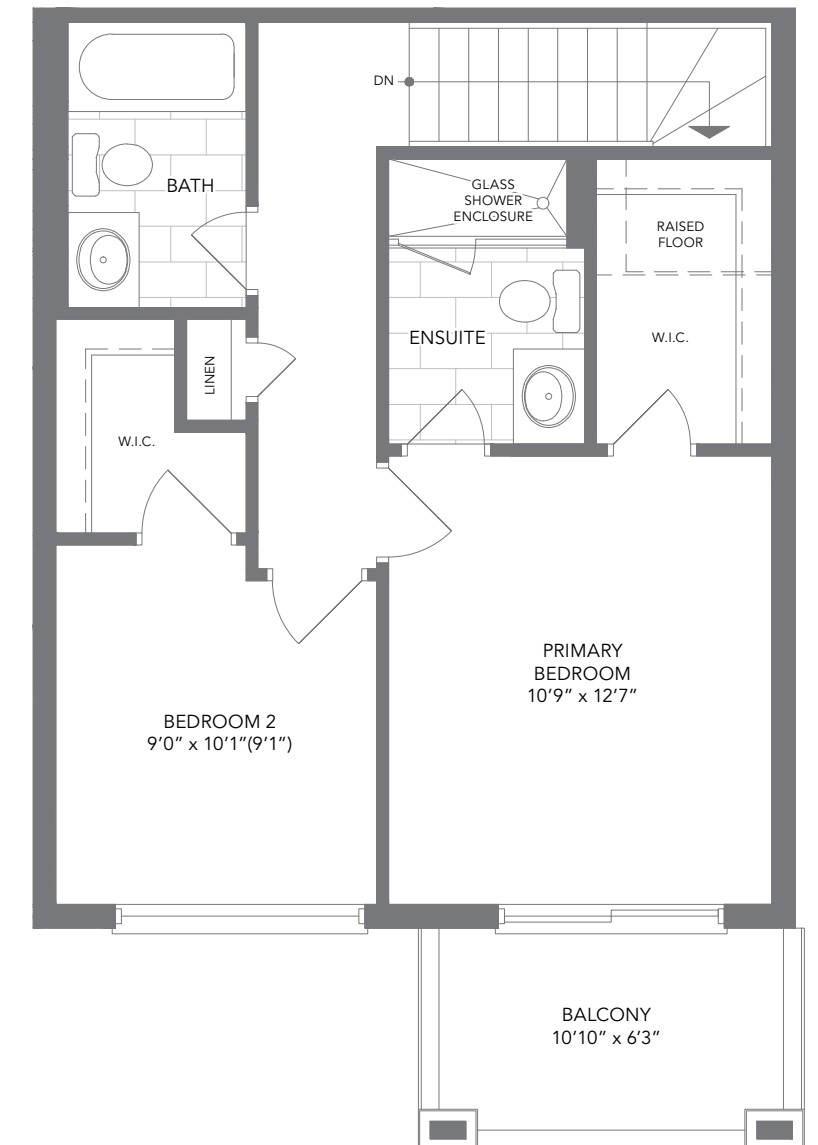 DN
BATH
GLASS
SHOWER
ENCLOSURE
RAISED
FLOOR
ENSUITE
W.I.C.
LINEN
W.I.C.
PRIMARY
BEDROOM
10’9” x 12’7”
BEDROOM 2
9’0” x 10’1”(9’1”)
BALCONY
10’10” x 6’3”